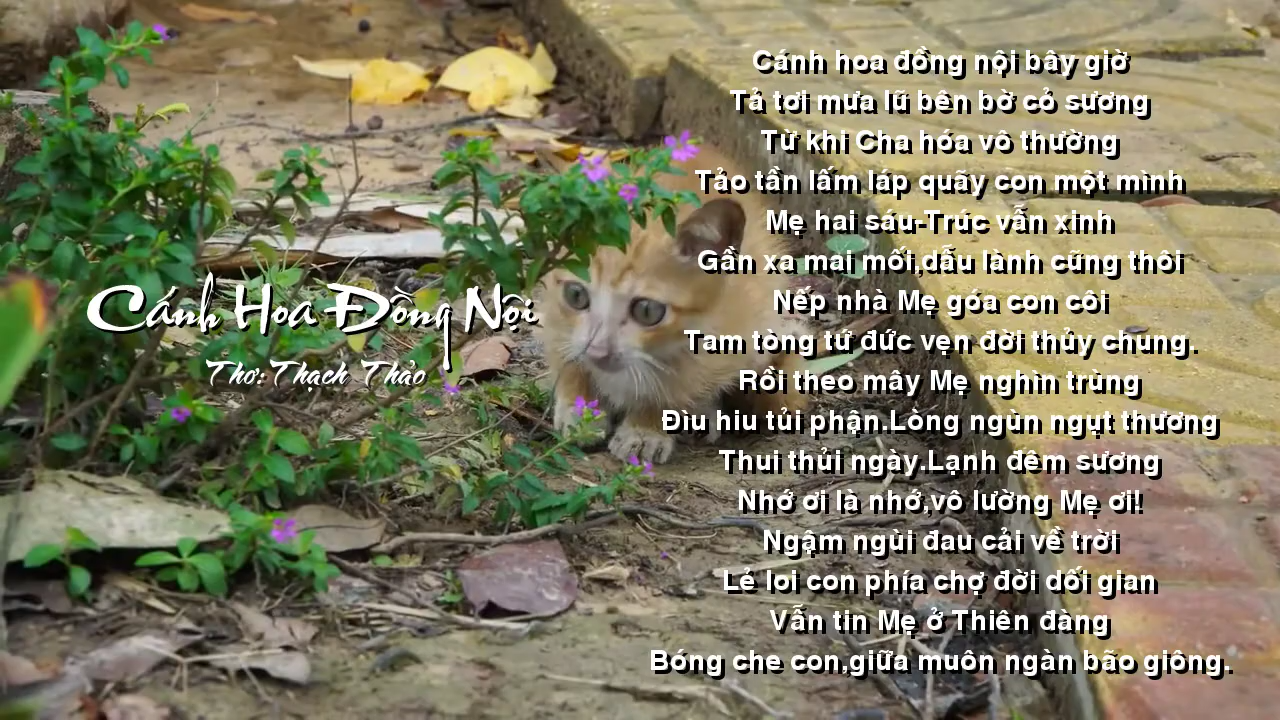 Cánh Hoa Đồng Nội
Thơ: Thạch Thảo
Cánh hoa đồng nội bây giờ
Tả tơi mưa lũ bên bờ cỏ sương
Từ khi Cha hóa vô thường
Tảo tần lấm láp quãy con một mình
Mẹ hai sáu-Trúc vẫn xinh
Gần xa mai mối,dẫu lành cũng thôi
Nếp nhà Mẹ góa con côi
Tam tòng tứ đức vẹn đời thủy chung.
Rồi theo mây Mẹ nghìn trùng
Đìu hiu tủi phận.Lòng ngùn ngụt thương
Thui thủi ngày.Lạnh đêm sương
Nhớ ơi là nhớ,vô lường Mẹ ơi!
Ngậm ngùi đau cải về trời
Lẻ loi con phía chợ đời dối gian
Vẫn tin Mẹ ở Thiên đàng
Bóng che con,giữa muôn ngàn bão giông.